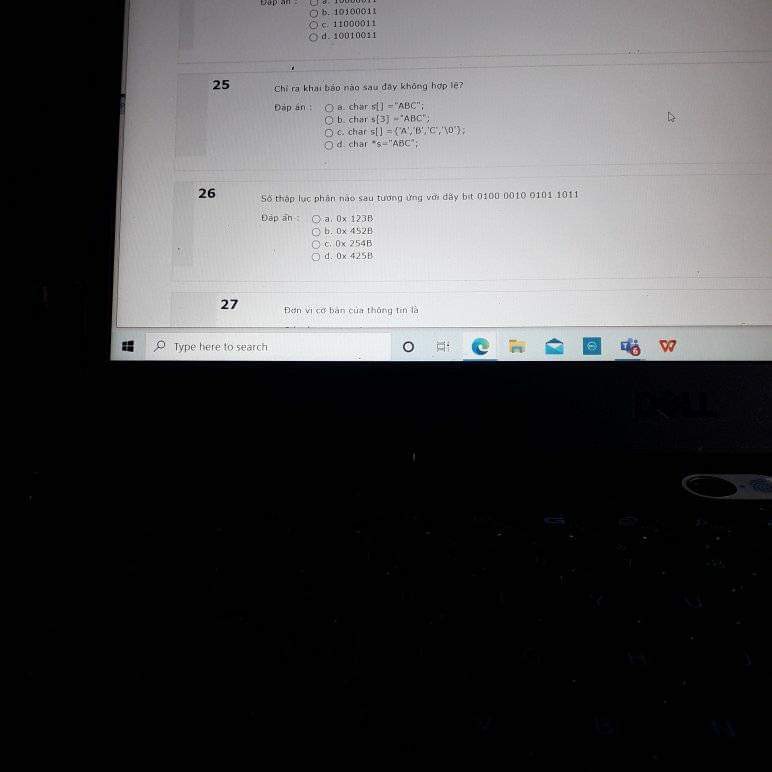 Đáp án : a. 10000011
b. 10100011
c. 11000011
d. 10010011
25
Chỉ ra khai báo nào sau đây không hợp lệ?
Đáp án : a. char s[] ="ABC";
b. char s[3] ="ABC";
c. char s[] = {'A','B','C','\0'};
d. char *s="ABC";
26
Số thập lục phân nào sau tương ứng với dãy bit 0100 0010 0101 1011
Đáp án : a. 0x 123B
b. 0x 452B
c. 0x 254B
d. 0x 425B
27
Đơn vị cơ bản của thông tin là
Type here to search
6
DELL